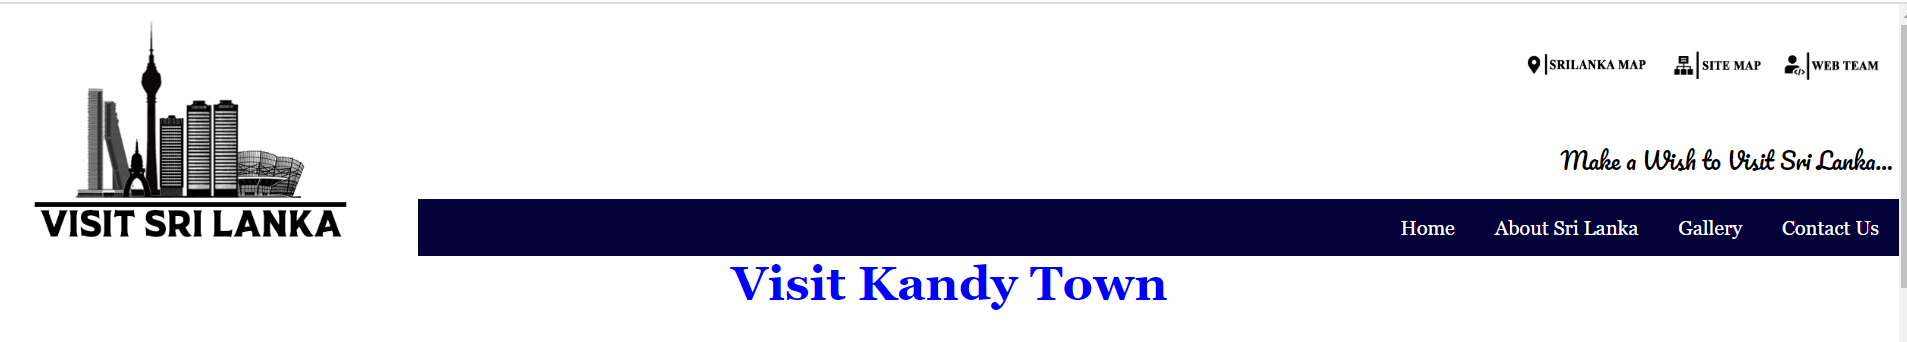 SRILANKA MAP SITE MAP WEB TEAM
Make a Wish to Visit Sri Lanka...
VISIT SRI LANKA
Home About Sri Lanka Gallery Contact Us
Visit Kandy Town